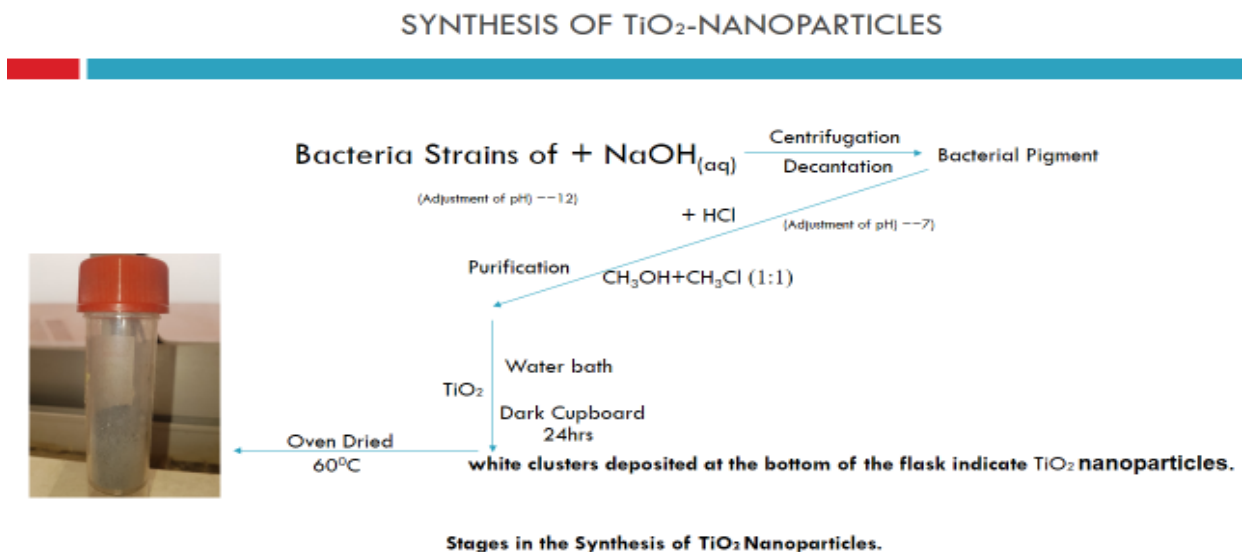 SYNTHESIS OF TiO₂-NANOPARTICLES
Bacteria Strains of + NaOH(aq)
Centrifugation
Decantation
Bacterial Pigment
(Adjustment of pH) −−12)
+ HCl
(Adjustment of pH) −−7)
Purification
CH₃OH+CH₃Cl (1:1)
Water bath
TiO₂
Dark Cupboard
24hrs
Oven Dried
60⁰C
white clusters deposited at the bottom of the flask indicate TiO₂ nanoparticles.
Stages in the Synthesis of TiO₂ Nanoparticles.